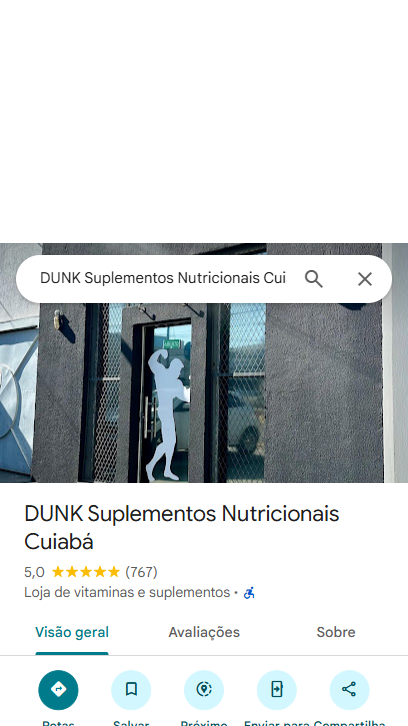 DUNK Suplementos Nutricionais Cui
DUNK Suplementos Nutricionais
Cuiabá
5,0 (767)
Loja de vitaminas e suplementos ·
Visão geral Avaliações Sobre
Rotas Salvar Próximo Enviar para Compartilha